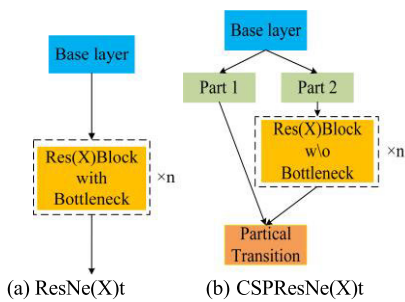 Base layer
Res(X)Block
with
Bottleneck
×n
(a) ResNe(X)t
Base layer
Part 1
Part 2
Res(X)Block
w\o
Bottleneck
×n
Partical
Transition
(b) CSPResNe(X)t